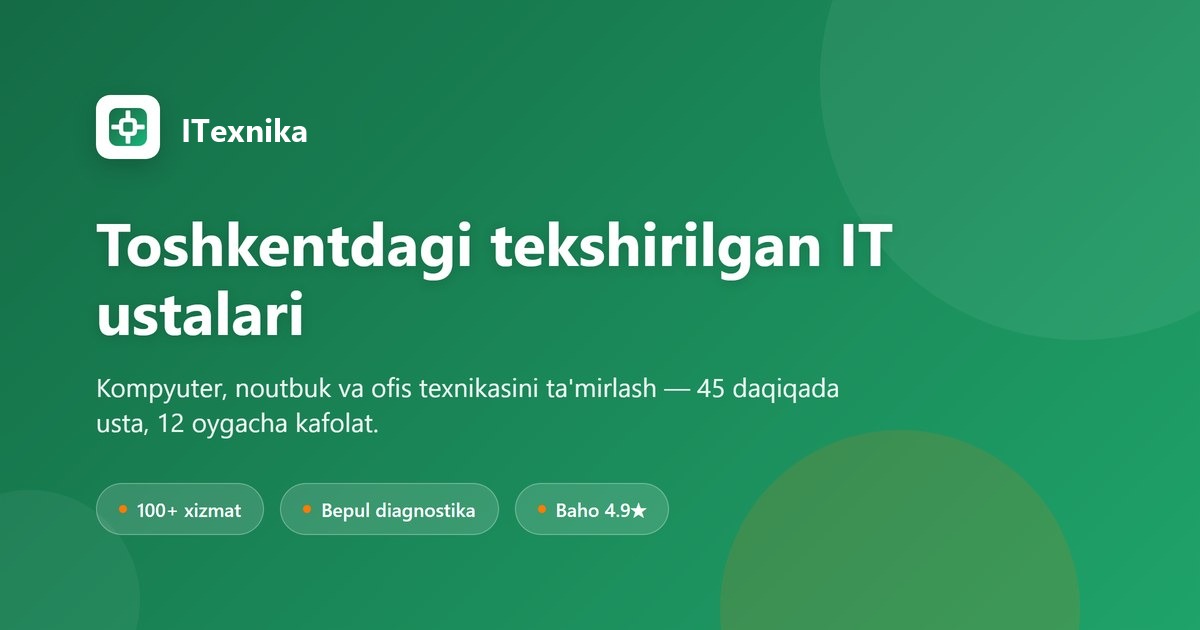 ITexnika
Toshkentdagi tekshirilgan IT
ustalari
Kompyuter, noutbuk va ofis texnikasini ta'mirlash — 45 daqiqada
usta, 12 oygacha kafolat.
100+ xizmat
Bepul diagnostika
Baho 4.9★